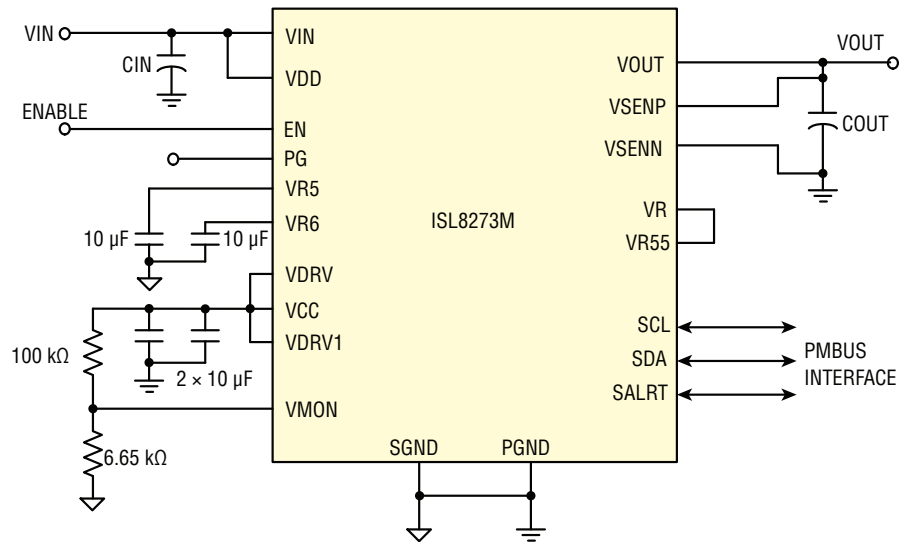 VIN
CIN
ENABLE
VIN
VDD
EN
PG
VR5
VR6
10 µF
10 µF
VDRV
VCC
VDRV1
100 kΩ
2 × 10 µF
VMON
6.65 kΩ
ISL8273M
SGND
PGND
VOUT
VSENP
VSENN
VR
VR55
SCL
SDA
SALRT
VOUT
COUT
PMBUS
INTERFACE